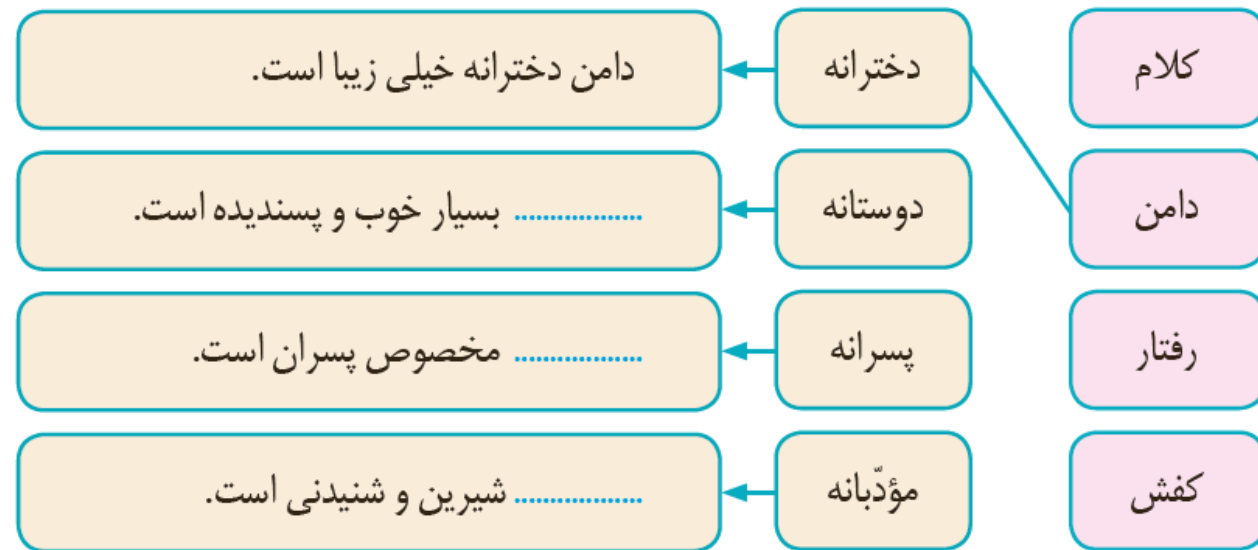 کلام
دخترانه
دامن دخترانه خیلی زیبا است.
دامن
دوستانه
................. بسیار خوب و پسندیده است.
رفتار
پسرانه
................. مخصوص پسران است.
کفش
مؤدّبانه
................. شیرین و شنیدنی است.